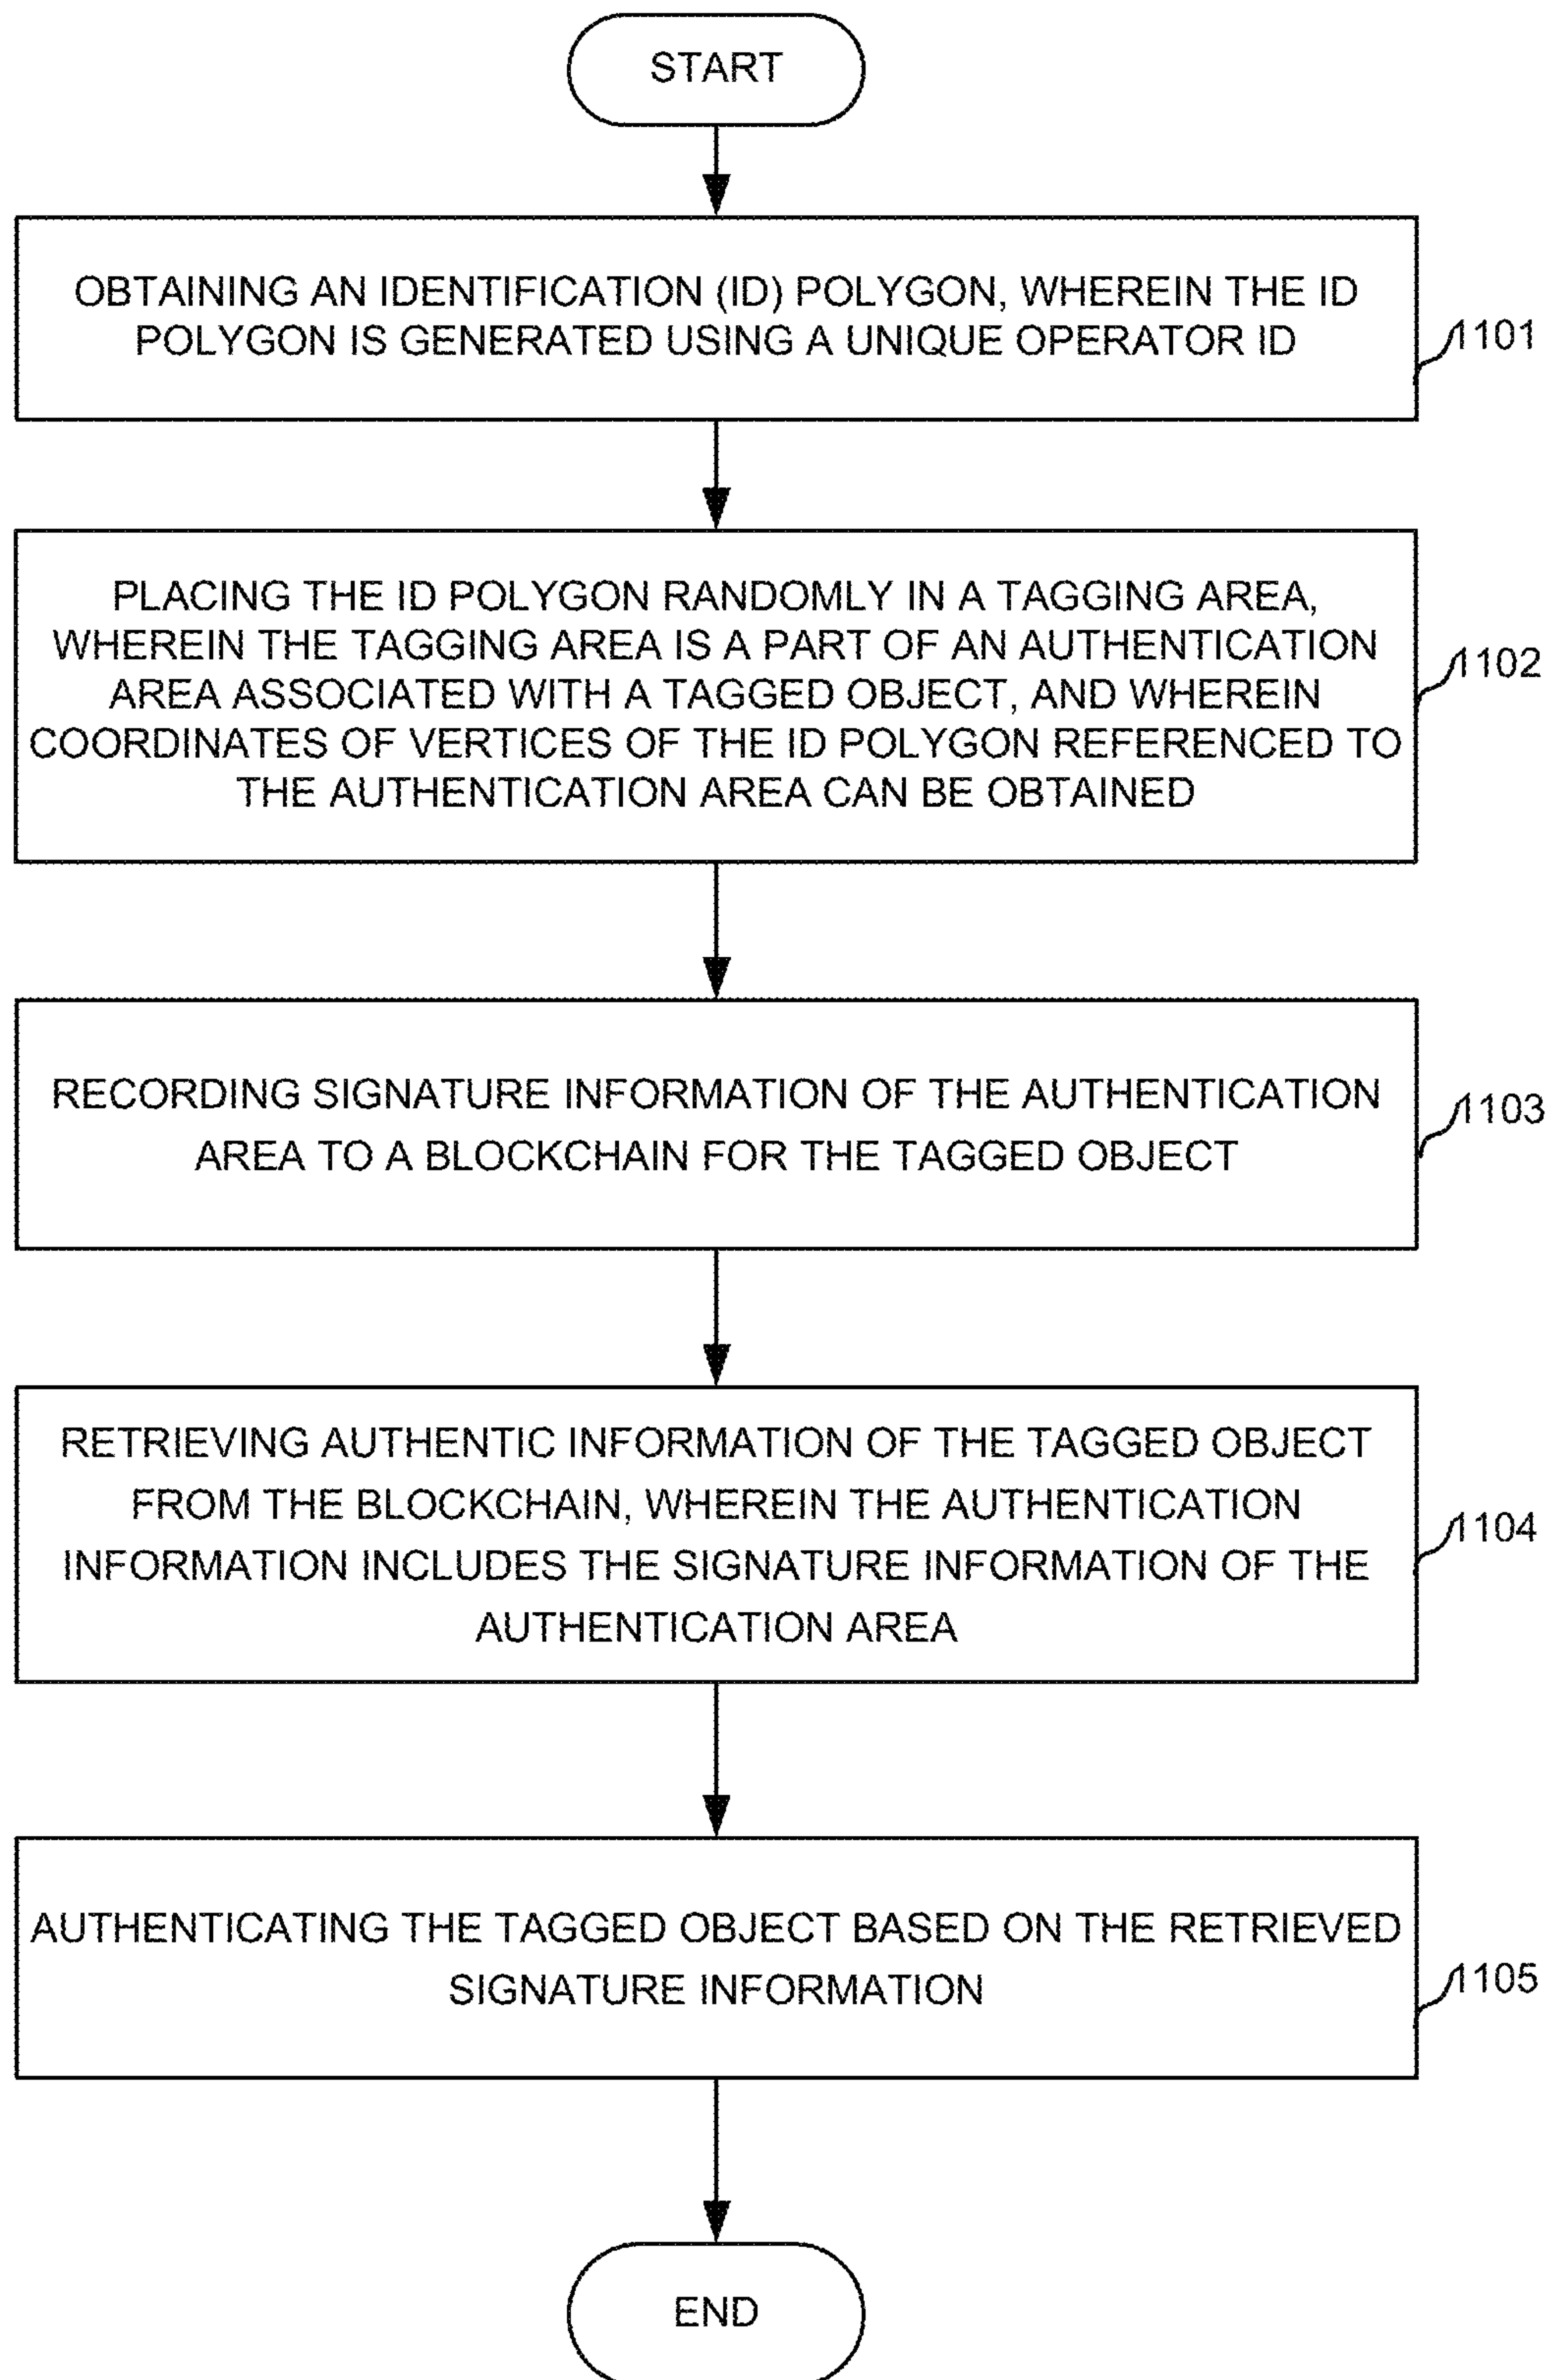 START
OBTAINING AN IDENTIFICATION (ID) POLYGON, WHEREIN THE ID
POLYGON IS GENERATED USING A UNIQUE OPERATOR ID
1101
PLACING THE ID POLYGON RANDOMLY IN A TAGGING AREA,
WHEREIN THE TAGGING AREA IS A PART OF AN AUTHENTICATION
AREA ASSOCIATED WITH A TAGGED OBJECT, AND WHEREIN
COORDINATES OF VERTICES OF THE ID POLYGON REFERENCED TO
THE AUTHENTICATION AREA CAN BE OBTAINED
1102
RECORDING SIGNATURE INFORMATION OF THE AUTHENTICATION
AREA TO A BLOCKCHAIN FOR THE TAGGED OBJECT
1103
RETRIEVING AUTHENTIC INFORMATION OF THE TAGGED OBJECT
FROM THE BLOCKCHAIN, WHEREIN THE AUTHENTICATION
INFORMATION INCLUDES THE SIGNATURE INFORMATION OF THE
AUTHENTICATION AREA
1104
AUTHENTICATING THE TAGGED OBJECT BASED ON THE RETRIEVED
SIGNATURE INFORMATION
1105
END